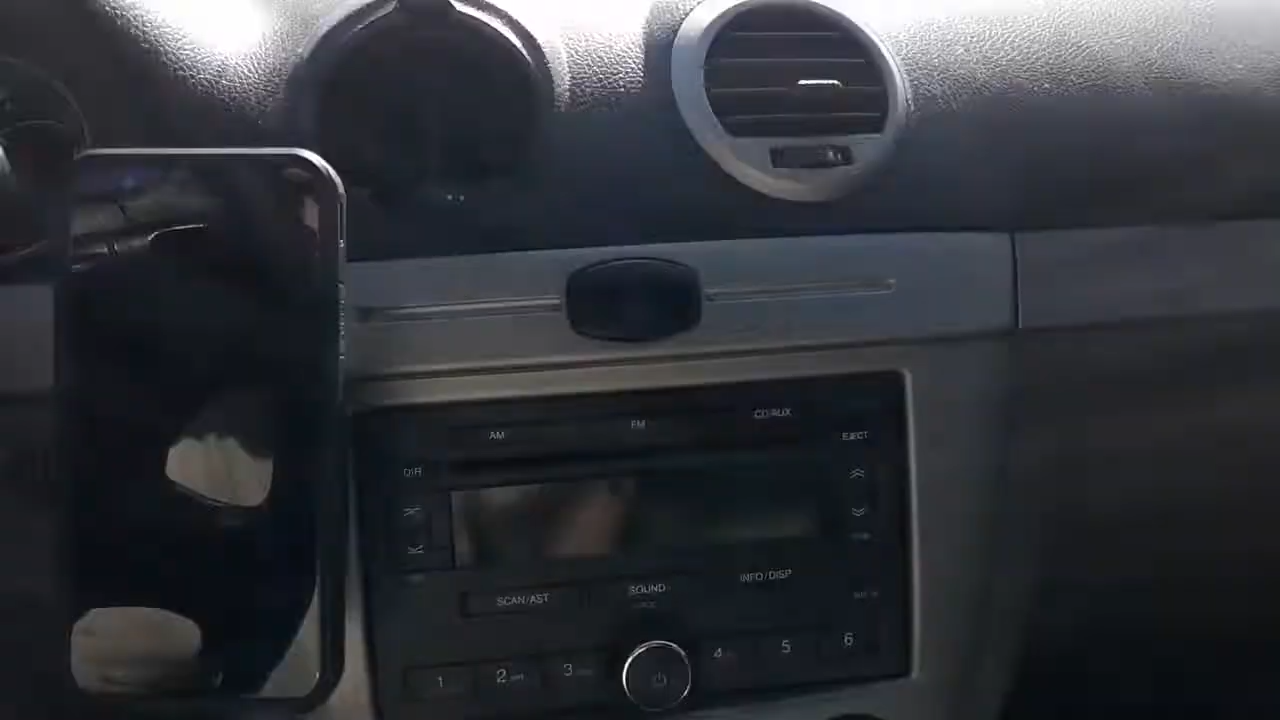 AM
FM
CD/AUX
EJECT
DIR
SCAN/AST
SOUND
INFO/DISP
1
2
3
4
5
6